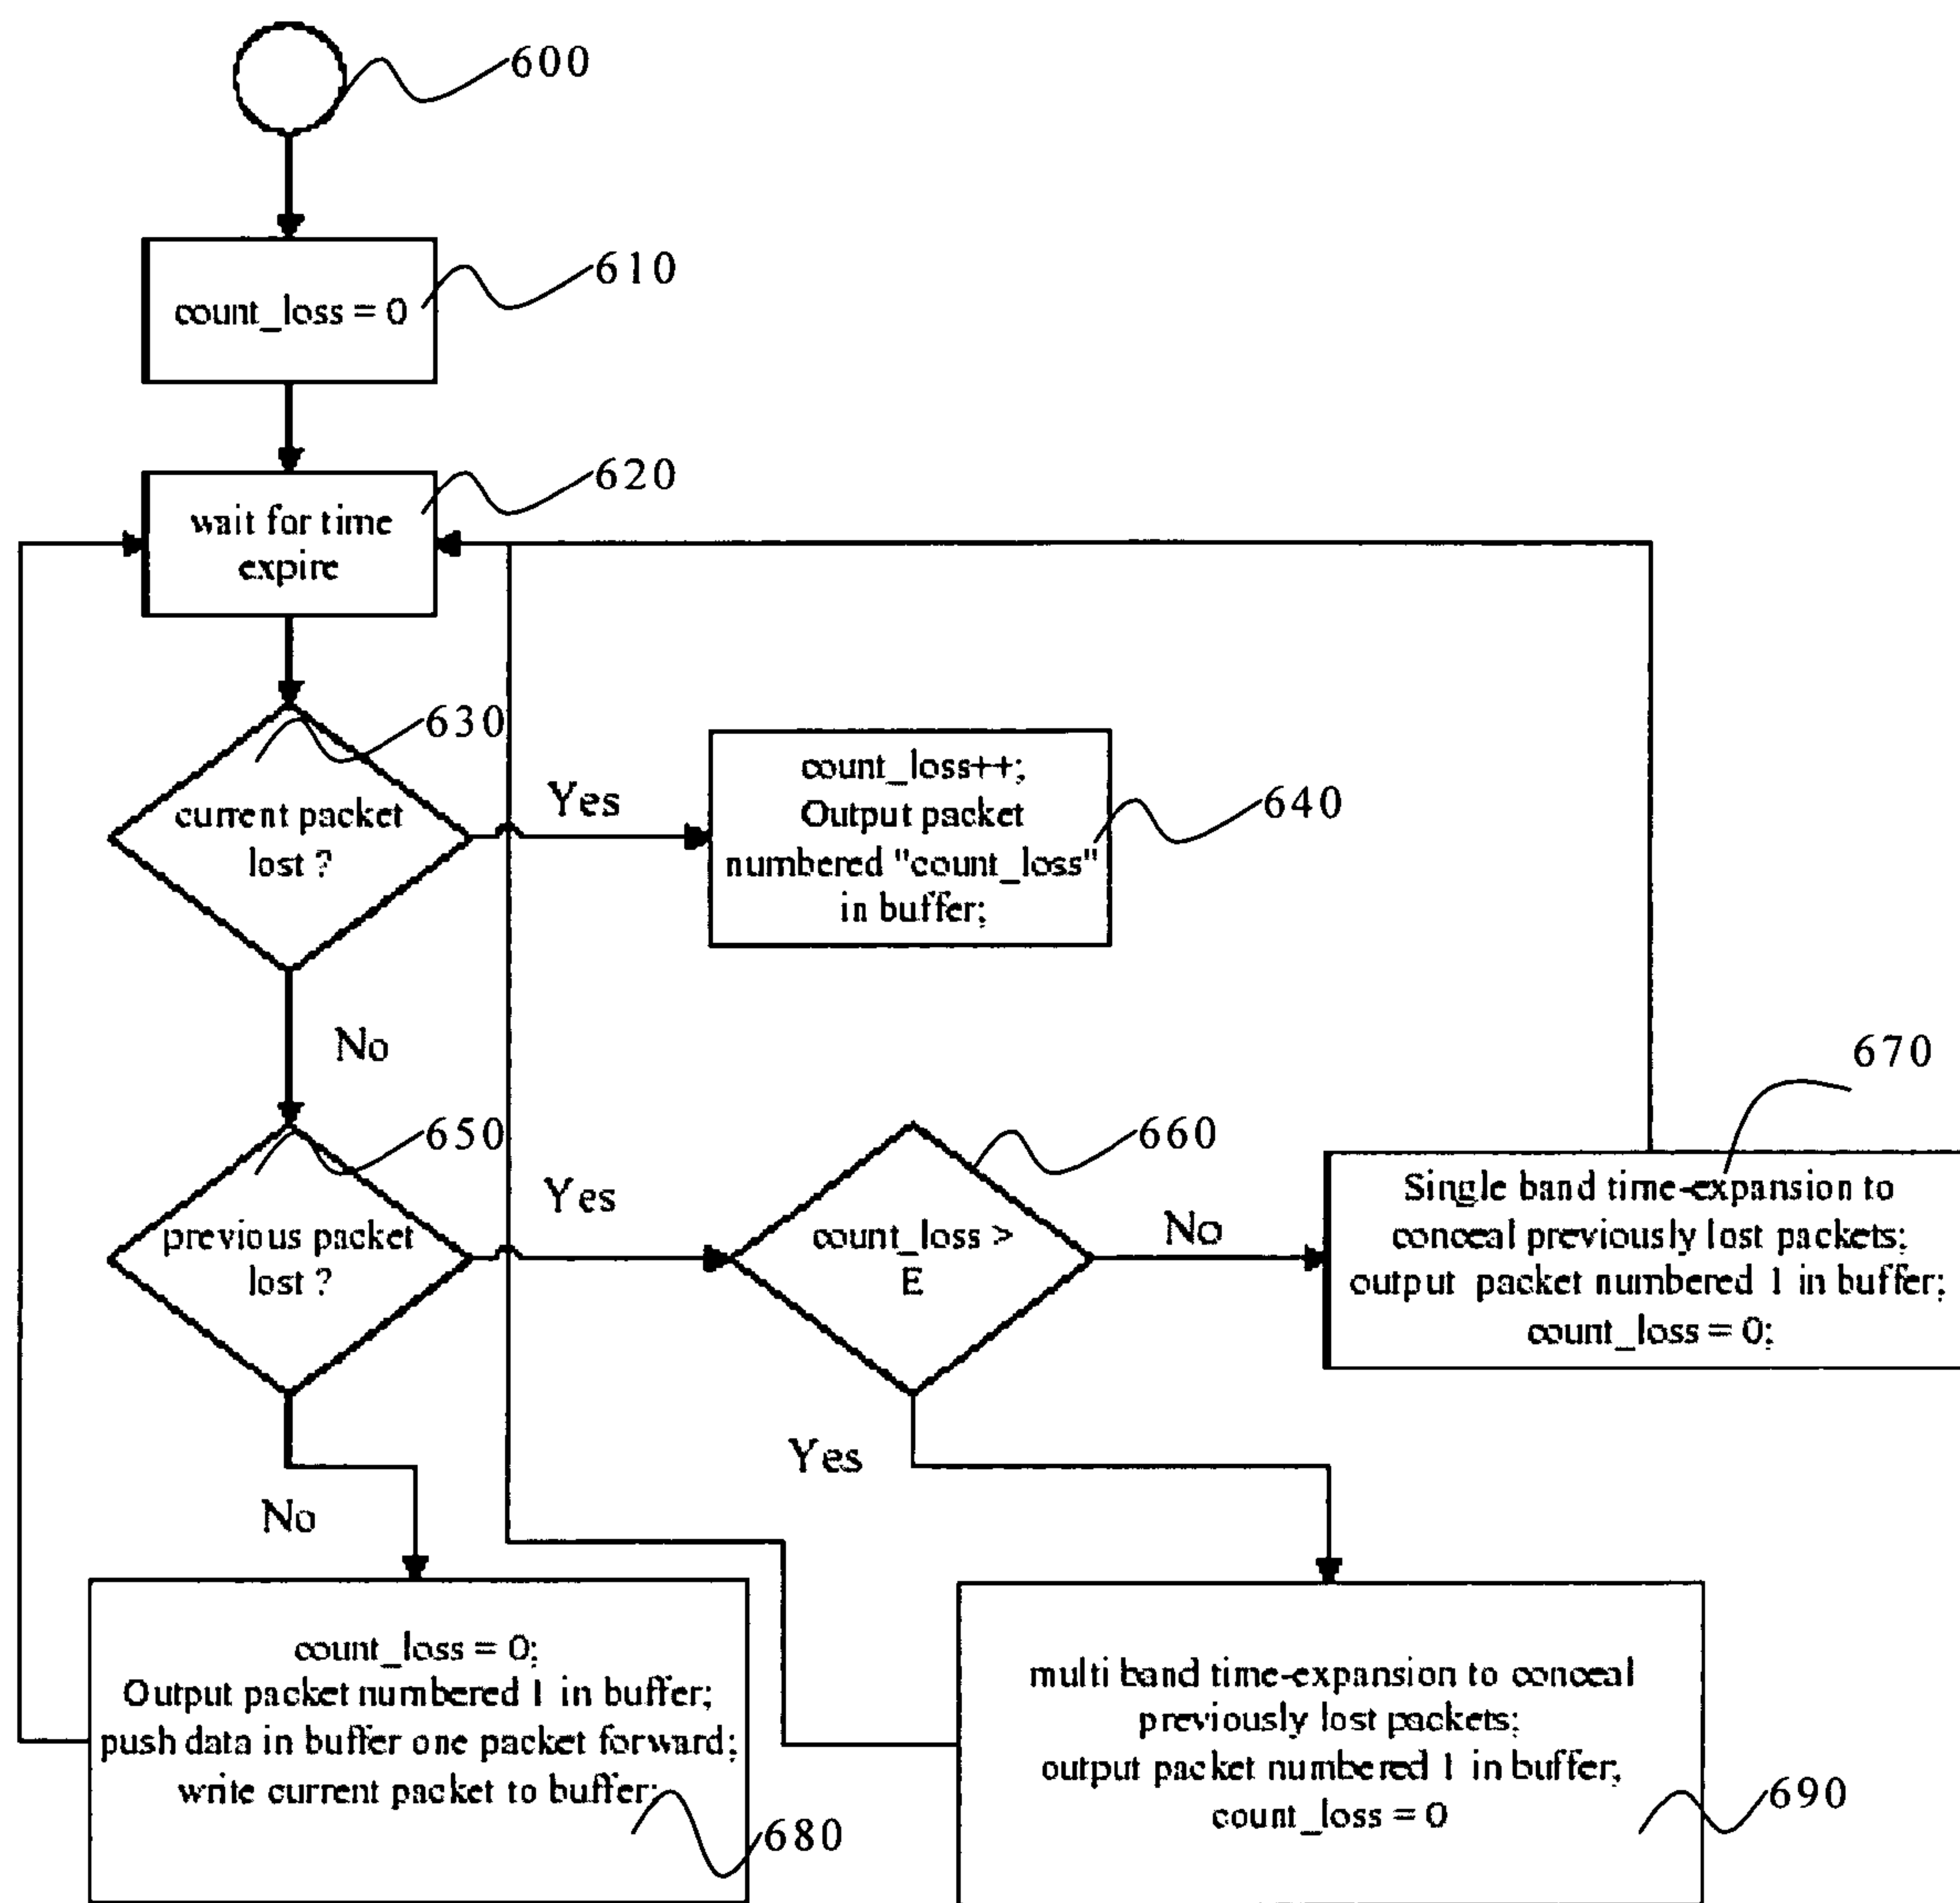 600
count_loss = 0
610
wait for time
expire
620
current packet
lost ?
630
Yes
count_loss++;
Output packet
numbered "count_loss"
in buffer;
640
No
previous packet
lost ?
650
Yes
count_loss >
E
660
No
Single band time-expansion to
conceal previously lost packets;
output packet numbered 1 in buffer;
count_loss = 0;
670
No
Yes
count_loss = 0;
Output packet numbered 1 in buffer;
push data in buffer one packet forward;
write current packet to buffer;
680
multi band time-expansion to conceal
previously lost packets;
output packet numbered 1 in buffer;
count_loss = 0
690